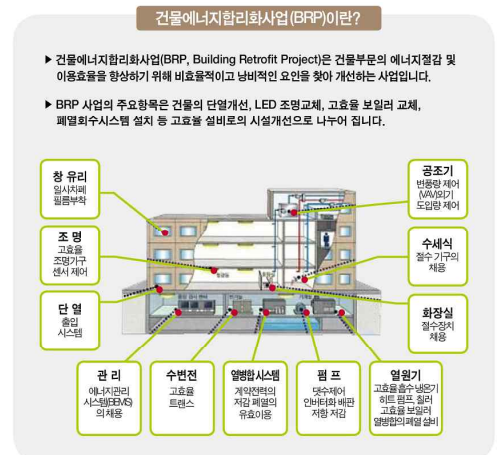 건물에너지합리화사업(BRP)이란?
▶ 건물에너지합리화사업(BRP, Building Retrofit Project)은 건물부문의 에너지절감 및
이용효율을 향상하기 위해 비효율적이고 낭비적인 요인을 찾아 개선하는 사업입니다.
▶ BRP 사업의 주요항목은 건물의 단열개선, LED 조명교체, 고효율 보일러 교체,
폐열회수시스템 설치 등 고효율 설비로의 시설개선으로 나누어 집니다.
창 유리
일사차폐
필름부착
조 명
고효율
조명기구
센서 제어
단 열
출입
시스템
공조기
변풍량 제어
(VAV)외기
도입량 제어
수세식
절수 기구의
채용
화장실
절수장치
채용
관 리
에너지관리
시스템(BEMS)
의 채용
수변전
고효율
트랜스
열병합 시스템
계약전력의
저감 폐열의
유효이용
펌 프
댓수제어
인버터화 배관
저항 저감
열원기
고효율 흡수 냉온기
히트 펌프, 칠러
고효율 보일러
열병합의 폐열 설비